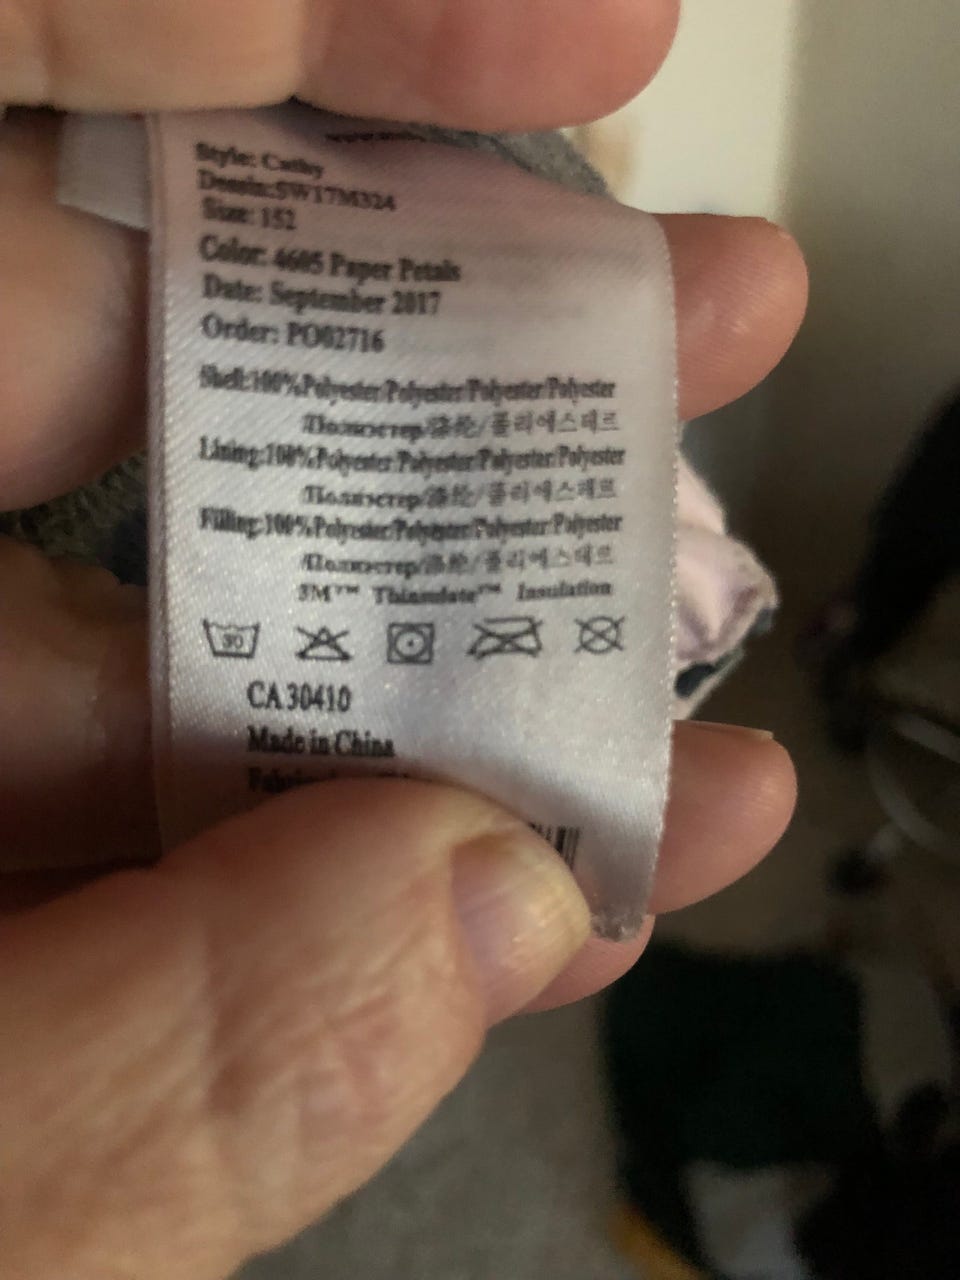 Style: Cathy
Dessin:SW17M324
Size: 152
Color: 4605 Paper Petals
Date: September 2017
Order: PO02716
Shell:100%Polyester/Polyester/Polyester/Polyester
/Полиэстер/涤纶/폴리에스테르
Lining:100%Polyester/Polyester/Polyester/Polyester
/Полиэстер/涤纶/폴리에스테르
Filling:100%Polyester/Polyester/Polyester/Polyester
/Полиэстер/涤纶/폴리에스테르
3M™ Thinsulate™ Insulation
30
CA30410
Made in China